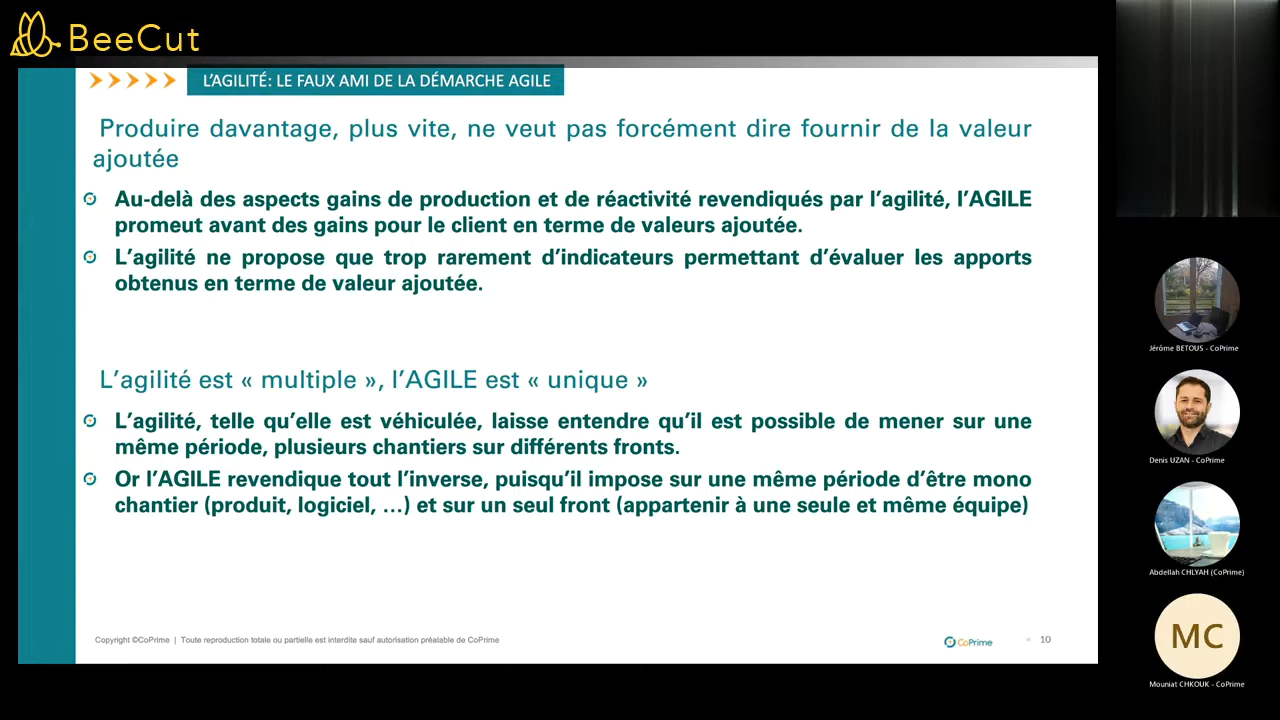 BeeCut
L'AGILITÉ: LE FAUX AMI DE LA DÉMARCHE AGILE
Produire davantage, plus vite, ne veut pas forcément dire fournir de la valeur
ajoutée
Au-delà des aspects gains de production et de réactivité revendiqués par l'agilité, l'AGILE
promeut avant des gains pour le client en terme de valeurs ajoutée.
L'agilité ne propose que trop rarement d'indicateurs permettant d'évaluer les apports
obtenus en terme de valeur ajoutée.
L'agilité est « multiple », l'AGILE est « unique »
L'agilité, telle qu'elle est véhiculée, laisse entendre qu'il est possible de mener sur une
même période, plusieurs chantiers sur différents fronts.
Or l'AGILE revendique tout l'inverse, puisqu'il impose sur une même période d'être mono
chantier (produit, logiciel, …) et sur un seul front (appartenir à une seule et même équipe)
Copyright ©CoPrime | Toute reproduction totale ou partielle est interdite sauf autorisation préalable de CoPrime
CoPrime
10
Jérôme BETOUS - CoPrime
Denis UZAN - CoPrime
Abdellah CHLYAH (CoPrime)
MC
Mouniat CHKOUK - CoPrime